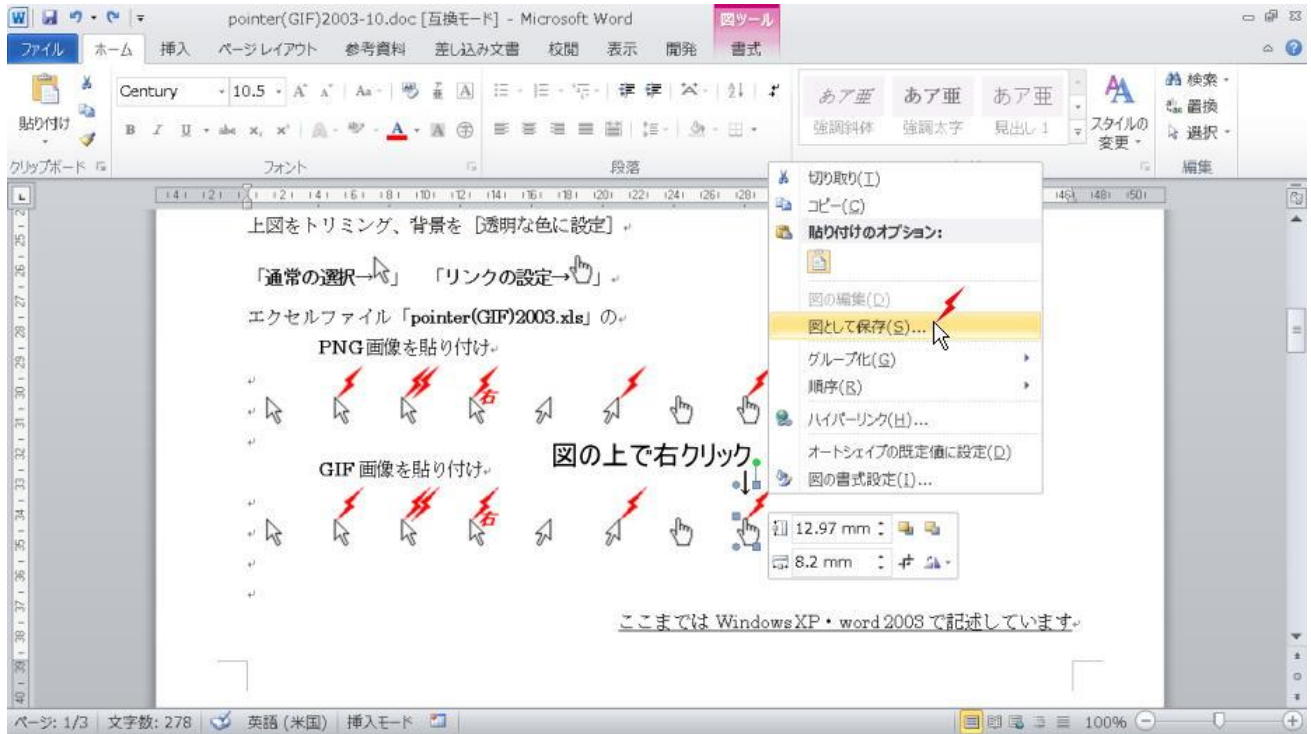 pointer(GIF)2003-10.doc [互換モード] - Microsoft Word
図ツール
ファイル ホーム 挿入 ページ レイアウト 参考資料 差し込み文書 校閲 表示 開発 書式
貼り付け
Century 10.5
あア亜 あア亜 あア亜
強調斜体 強調太字 見出し 1
スタイルの変更
検索
置換
選択
クリップボード フォント 段落 編集
上図をトリミング、背景を［透明な色に設定］
「通常の選択→」 「リンクの設定→」
エクセルファイル「pointer(GIF)2003.xls」の
PNG 画像を貼り付け
右
図の上で右クリック
GIF 画像を貼り付け
↓
右
切り取り(T)
コピー(C)
貼り付けのオプション:
図の編集(D)
図として保存(S)...
グループ化(G)
順序(R)
ハイパーリンク(H)...
オートシェイプの既定値に設定(D)
図の書式設定(I)...
12.97 mm
8.2 mm
ここまでは WindowsXP・word2003 で記述しています
ページ: 1/3 文字数: 278 英語 (米国) 挿入モード 100%